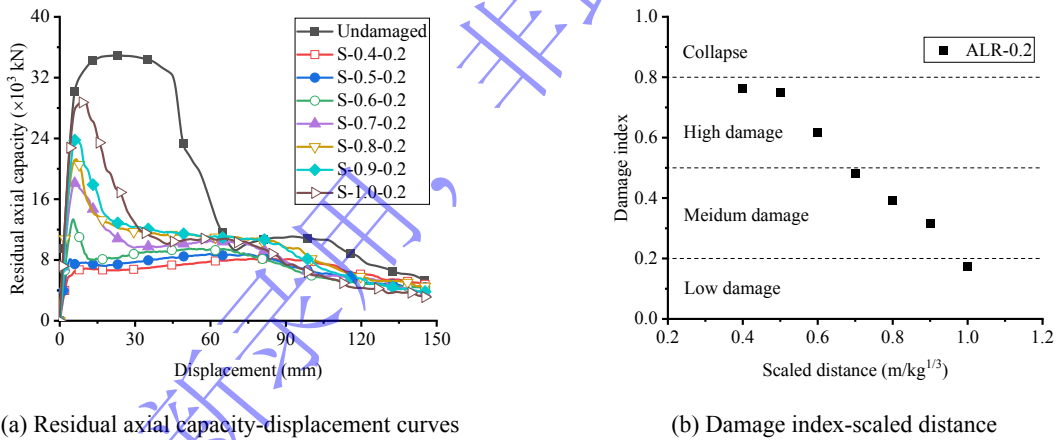 40
32
24
16
8
0
0
30
60
90
120
150
Residual axial capacity (×10³ kN)
Displacement (mm)
Undamaged
S-0.4-0.2
S-0.5-0.2
S-0.6-0.2
S-0.7-0.2
S-0.8-0.2
S-0.9-0.2
S-1.0-0.2
(a) Residual axial capacity-displacement curves
1.0
0.8
0.6
0.4
0.2
0.0
0.2
0.4
0.6
0.8
1.0
1.2
Damage index
Scaled distance (m/kg^1/3)
ALR-0.2
Collapse
High damage
Meidum damage
Low damage
(b) Damage index-scaled distance